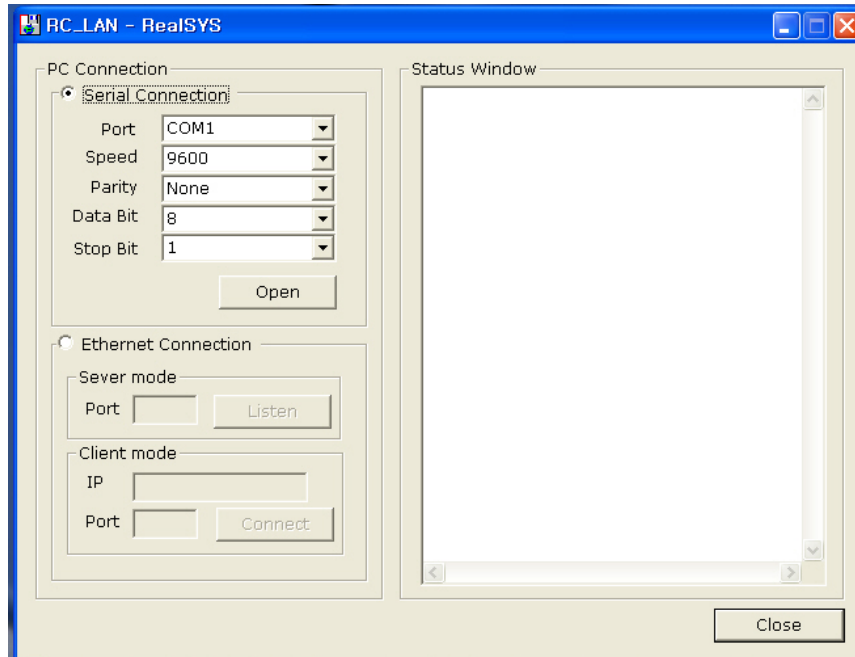 RC_LAN - RealSYS
PC Connection
Serial Connection
Port COM1
Speed 9600
Parity None
Data Bit 8
Stop Bit 1
Open
Ethernet Connection
Sever mode
Port Listen
Client mode
IP
Port Connect
Status Window
Close